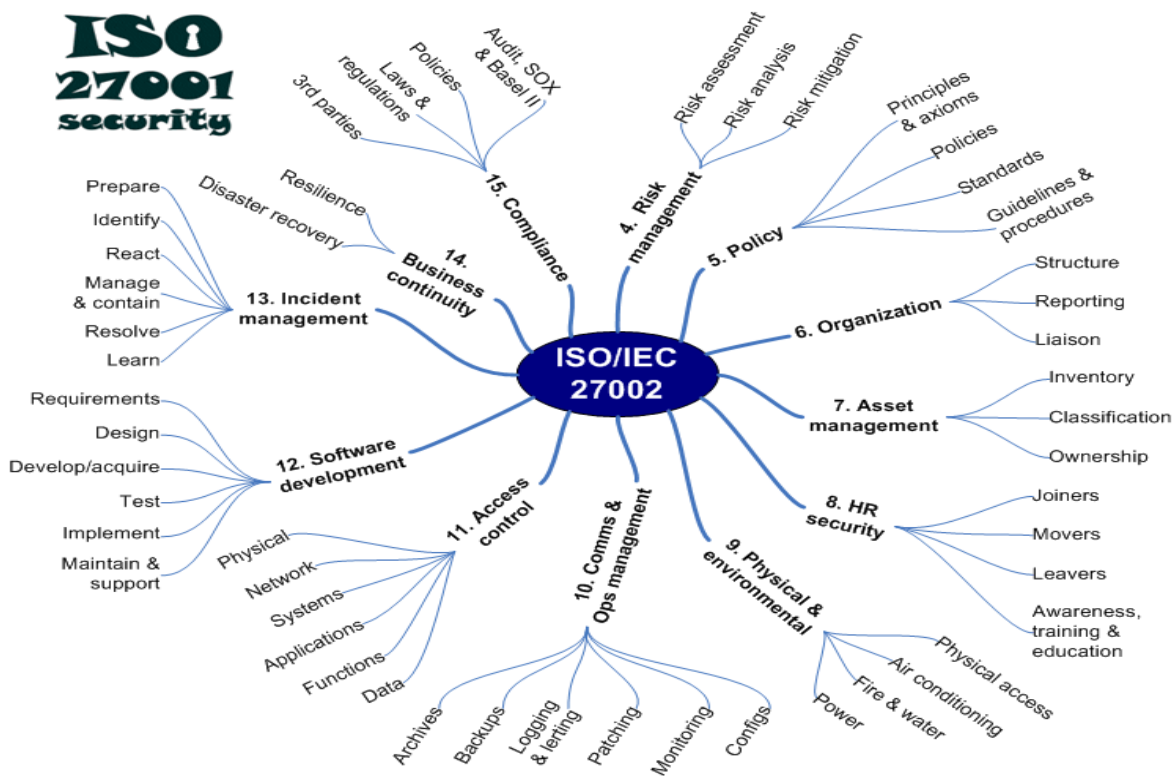 ISO
27001
security
ISO/IEC
27002
4. Risk
management
Risk assessment
Risk analysis
Risk mitigation
5. Policy
Principles
& axioms
Policies
Standards
Guidelines &
procedures
6. Organization
Structure
Reporting
Liaison
7. Asset
management
Inventory
Classification
Ownership
8. HR
security
Joiners
Movers
Leavers
Awareness,
training &
education
9. Physical &
environmental
Physical access
Air conditioning
Fire & water
Power
10. Comms &
Ops management
Archives
Backups
Logging
& lerting
Patching
Monitoring
Configs
11. Access
control
Physical
Network
Systems
Applications
Functions
Data
12. Software
development
Requirements
Design
Develop/acquire
Test
Implement
Maintain &
support
13. Incident
management
Prepare
Identify
React
Manage
& contain
Resolve
Learn
14.
Business
continuity
Resilience
Disaster recovery
15. Compliance
3rd parties
Laws &
regulations
Policies
Audit, SOX
& Basel II